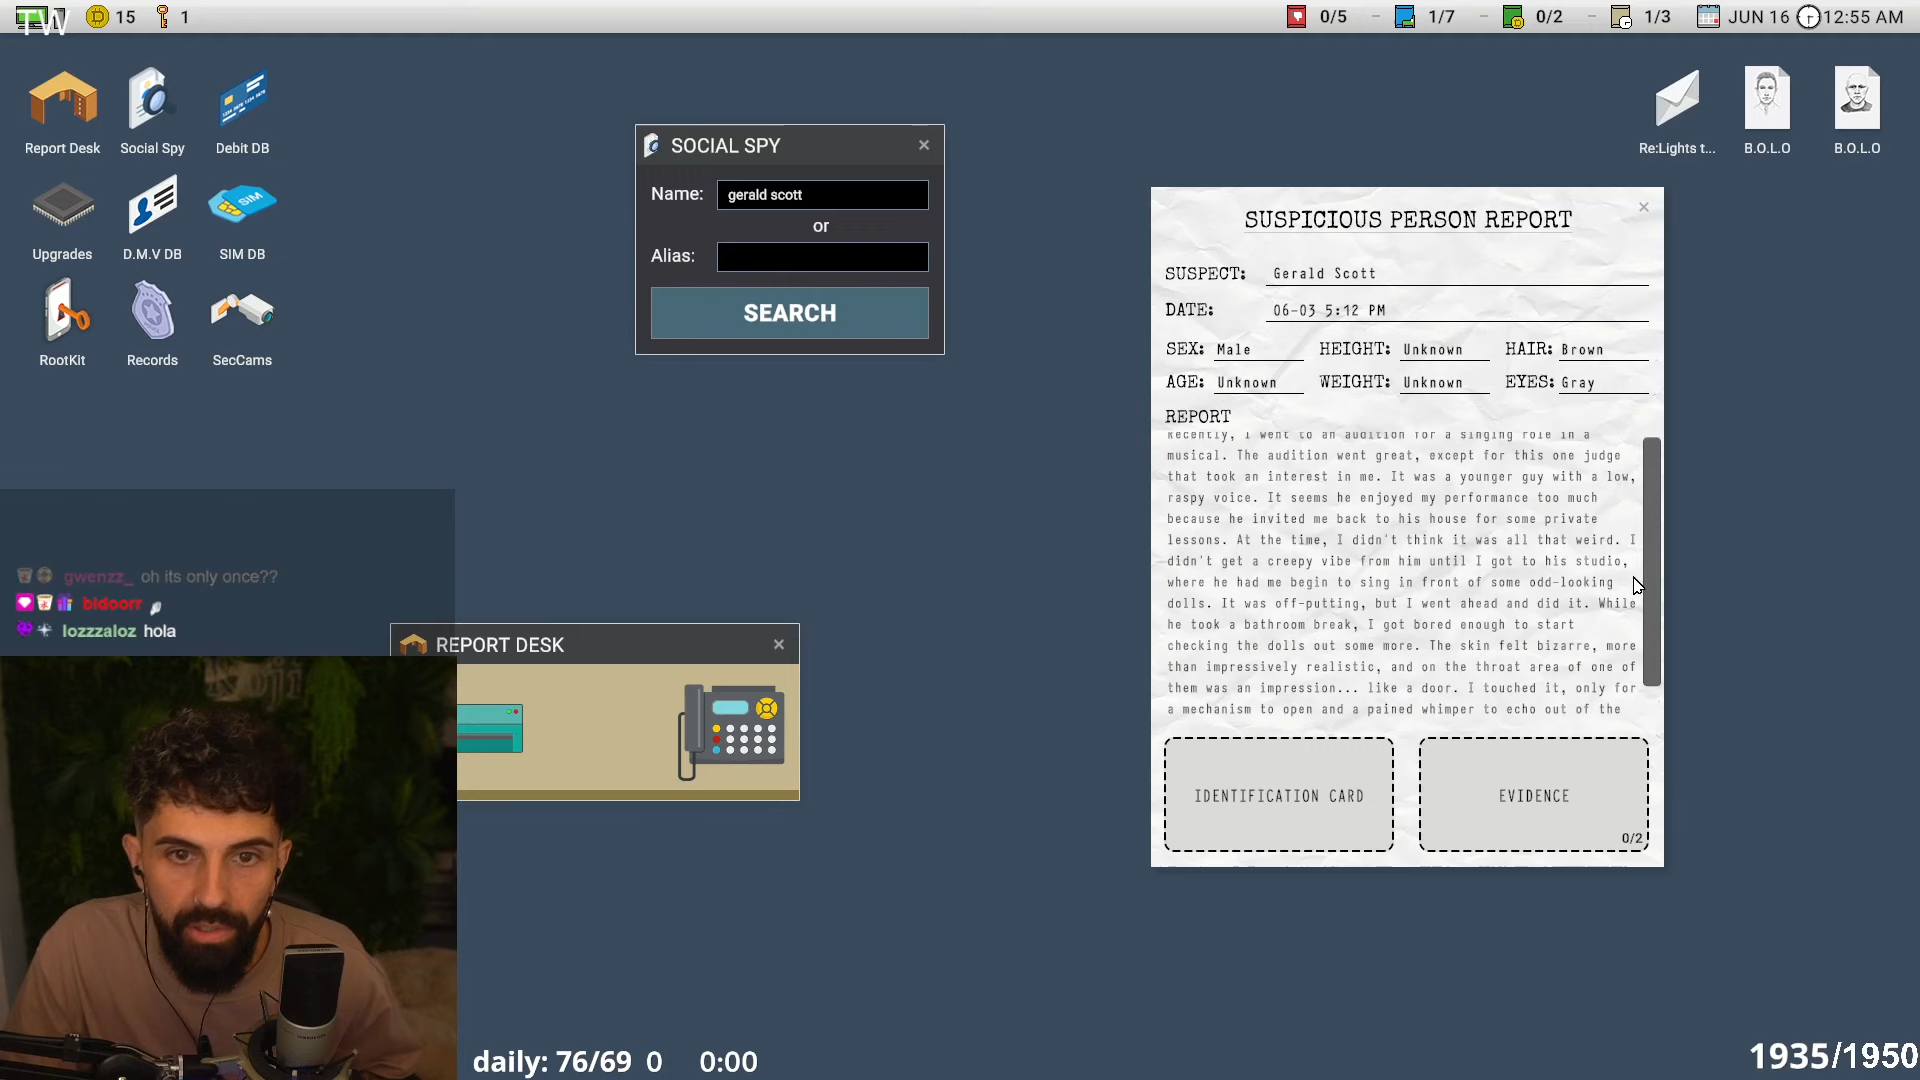 TW
15
1
0/5
1/7
0/2
1/3
JUN 16
12:55 AM
Report Desk
Social Spy
Debit DB
Upgrades
D.M.V DB
SIM DB
RootKit
Records
SecCams
Re:Lights t...
B.O.L.O
B.O.L.O
SOCIAL SPY
Name:
gerald scott
or
Alias:
SEARCH
SUSPICIOUS PERSON REPORT
SUSPECT: Gerald Scott
DATE: 06-03 5:12 PM
SEX: Male HEIGHT: Unknown HAIR: Brown
AGE: Unknown WEIGHT: Unknown EYES: Gray
REPORT
Recently, I went to an audition for a singing role in a
musical. The audition went great, except for this one judge
that took an interest in me. It was a younger guy with a low,
raspy voice. It seems he enjoyed my performance too much
because he invited me back to his house for some private
lessons. At the time, I didn't think it was all that weird. I
didn't get a creepy vibe from him until I got to his studio,
where he had me begin to sing in front of some odd-looking
dolls. It was off-putting, but I went ahead and did it. While
he took a bathroom break, I got bored enough to start
checking the dolls out some more. The skin felt bizarre, more
than impressively realistic, and on the throat area of one of
them was an impression... like a door. I touched it, only for
a mechanism to open and a pained whimper to echo out of the
IDENTIFICATION CARD
EVIDENCE
0/2
gwenzz_ oh its only once??
bidoorr
lozzzaloz hola
REPORT DESK
daily: 76/69 0 0:00
1935/1950